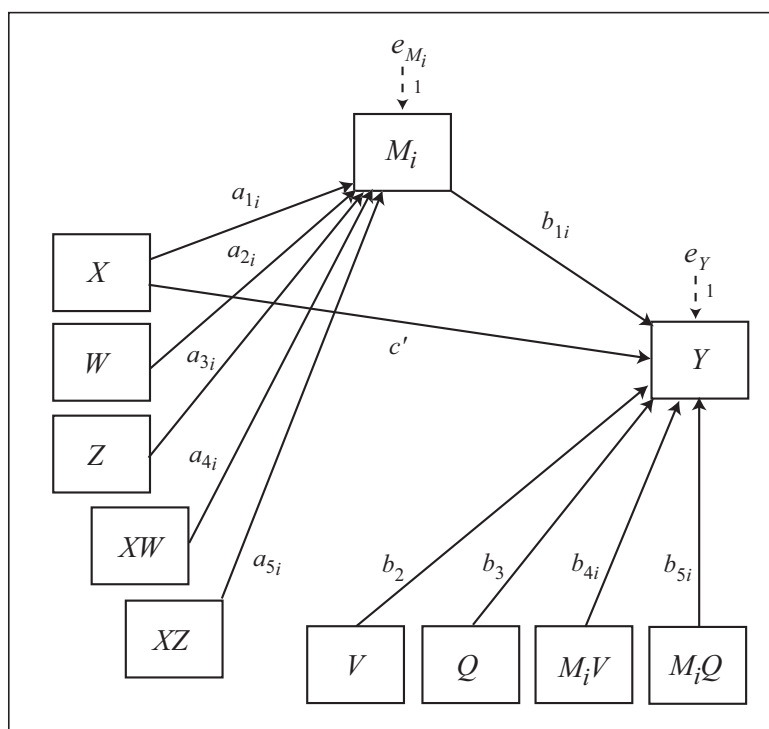 e_{M_i}
1
M_i
a_{1i}
b_{1i}
a_{2i}
X
e_Y
1
c'
a_{3i}
W
Y
Z
a_{4i}
XW
a_{5i}
b_2
b_3
b_{4i}
b_{5i}
XZ
V
Q
M_iV
M_iQ